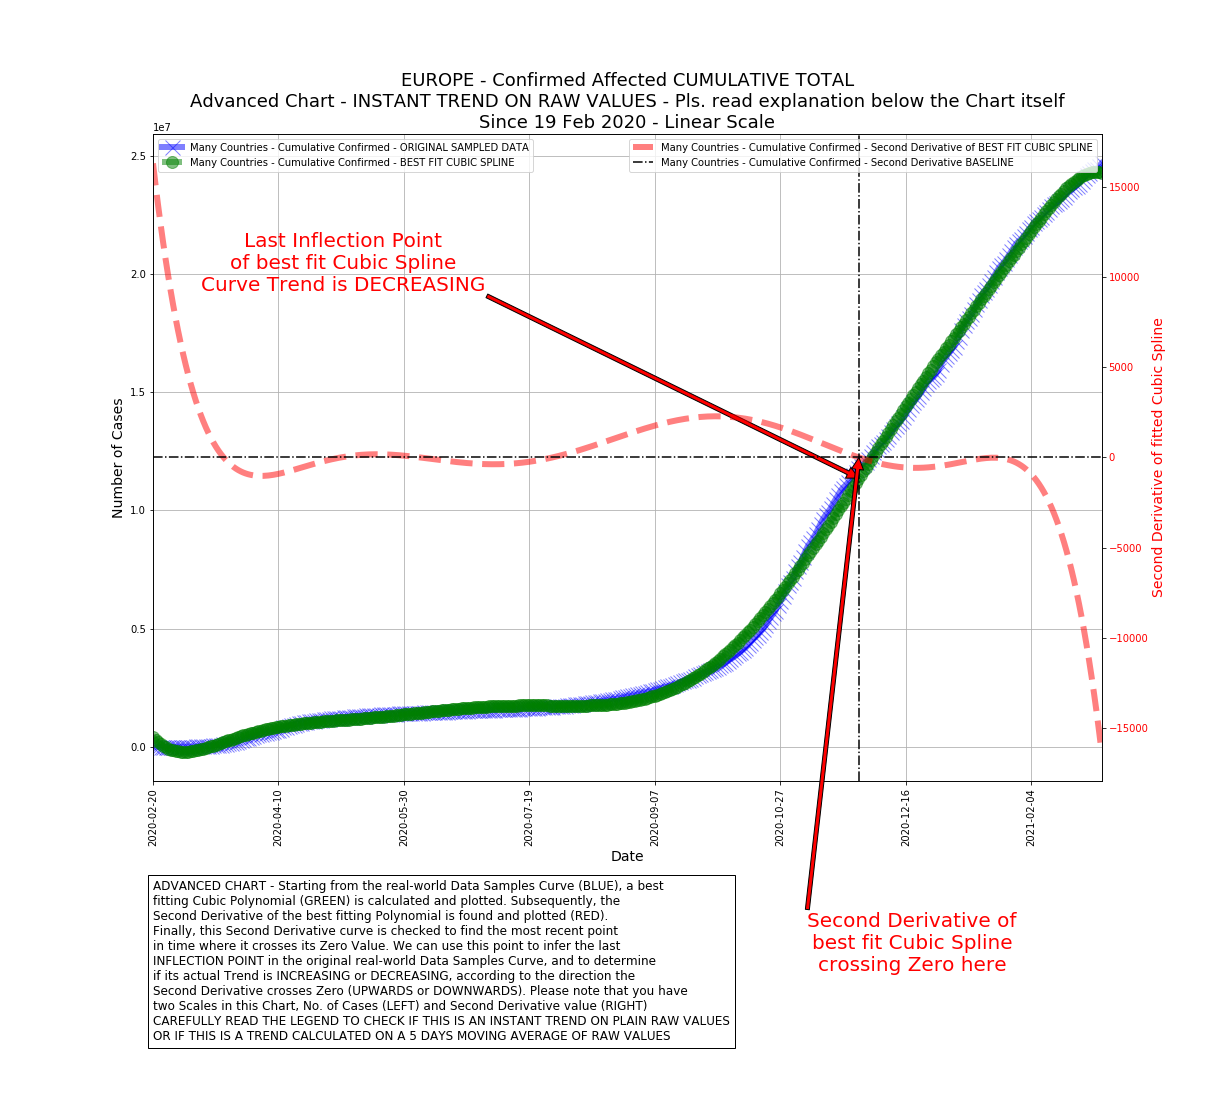 EUROPE - Confirmed Affected CUMULATIVE TOTAL
Advanced Chart - INSTANT TREND ON RAW VALUES - Pls. read explanation below the Chart itself
Since 19 Feb 2020 - Linear Scale
1e7
Many Countries - Cumulative Confirmed - ORIGINAL SAMPLED DATA
Many Countries - Cumulative Confirmed - BEST FIT CUBIC SPLINE
Many Countries - Cumulative Confirmed - Second Derivative of BEST FIT CUBIC SPLINE
Many Countries - Cumulative Confirmed - Second Derivative BASELINE
Last Inflection Point
of best fit Cubic Spline
Curve Trend is DECREASING
Number of Cases
2.5
2.0
1.5
1.0
0.5
0.0
15000
10000
5000
0
−5000
−10000
−15000
Second Derivative of fitted Cubic Spline
2020-02-20
2020-04-10
2020-05-30
2020-07-19
2020-09-07
2020-10-27
2020-12-16
2021-02-04
Date
ADVANCED CHART - Starting from the real-world Data Samples Curve (BLUE), a best
fitting Cubic Polynomial (GREEN) is calculated and plotted. Subsequently, the
Second Derivative of the best fitting Polynomial is found and plotted (RED).
Finally, this Second Derivative curve is checked to find the most recent point
in time where it crosses its Zero Value. We can use this point to infer the last
INFLECTION POINT in the original real-world Data Samples Curve, and to determine
if its actual Trend is INCREASING or DECREASING, according to the direction the
Second Derivative crosses Zero (UPWARDS or DOWNWARDS). Please note that you have
two Scales in this Chart, No. of Cases (LEFT) and Second Derivative value (RIGHT)
CAREFULLY READ THE LEGEND TO CHECK IF THIS IS AN INSTANT TREND ON PLAIN RAW VALUES
OR IF THIS IS A TREND CALCULATED ON A 5 DAYS MOVING AVERAGE OF RAW VALUES
Second Derivative of
best fit Cubic Spline
crossing Zero here